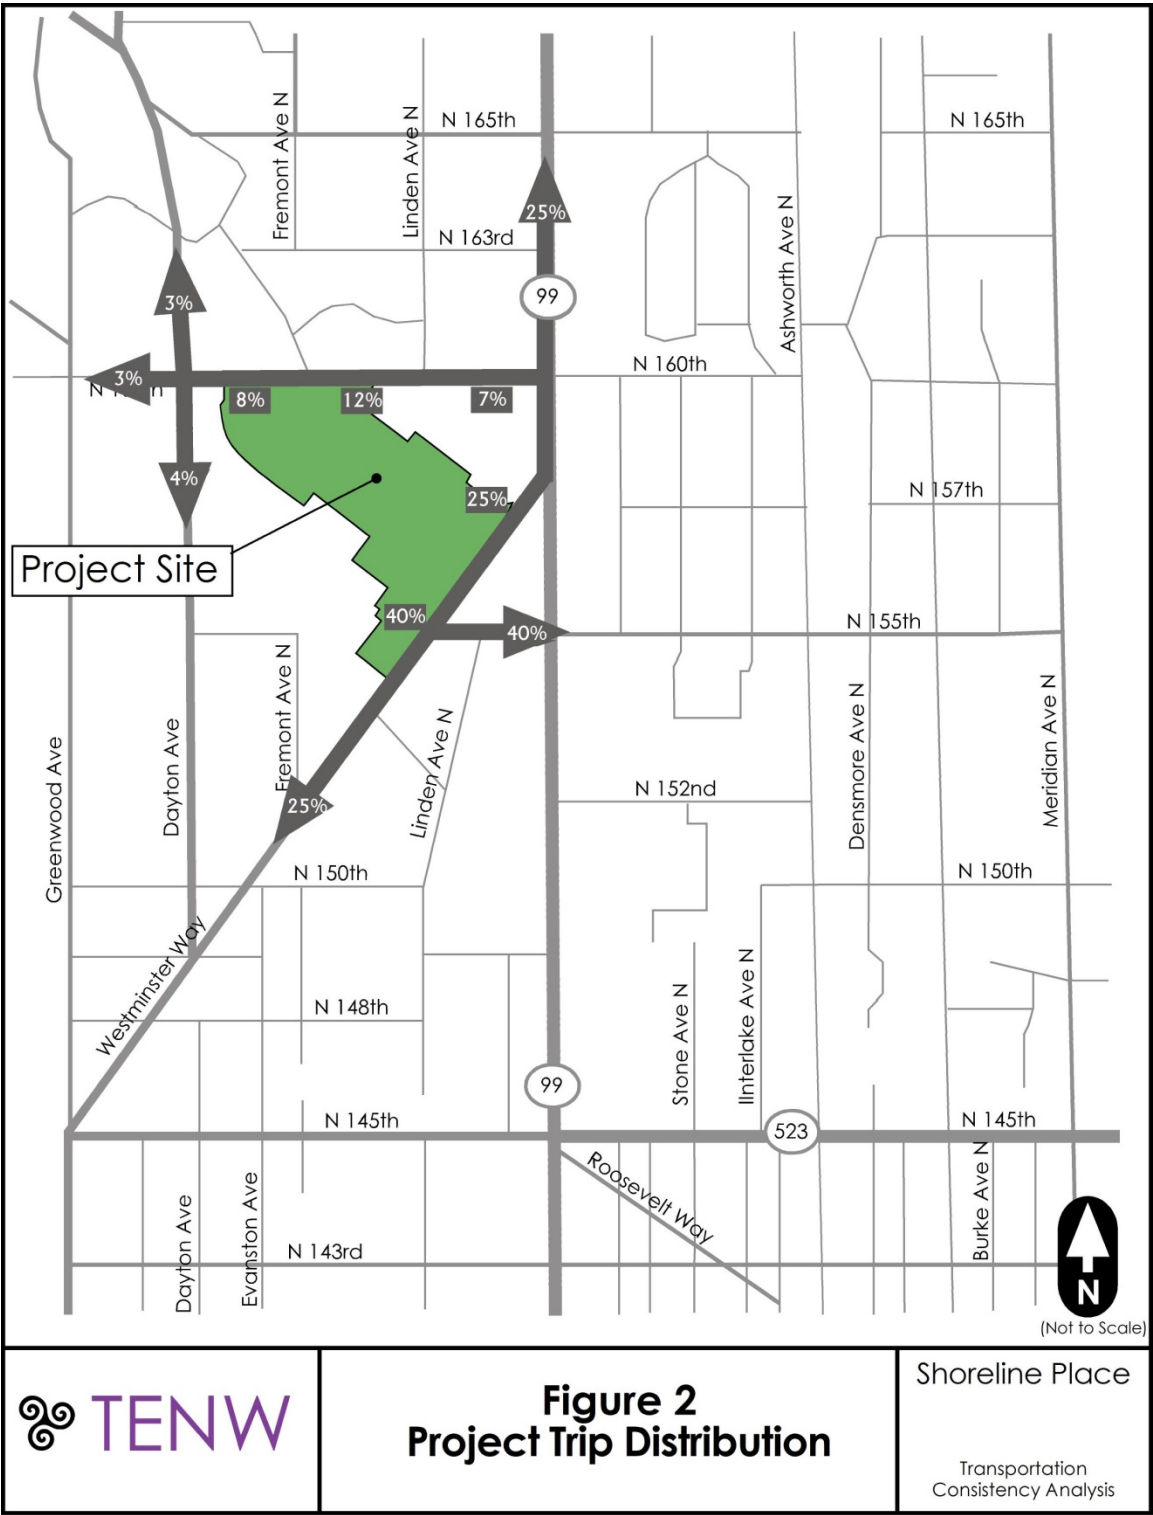 N 165th
N 165th
Fremont Ave N
Linden Ave N
25%
Ashworth Ave N
N 163rd
99
3%
N 160th
3%
8%
12%
7%
4%
25%
N 157th
Project Site
40%
40%
N 155th
Fremont Ave N
Linden Ave N
Densmore Ave N
Meridian Ave N
Dayton Ave
Greenwood Ave
N 152nd
25%
N 150th
N 150th
Westminster Way
N 148th
Stone Ave N
IInterlake Ave N
99
N 145th
523
N 145th
Roosevelt Way
Burke Ave N
Dayton Ave
Evanston Ave
N 143rd
N
(Not to Scale)
TENW
Figure 2
Project Trip Distribution
Shoreline Place
Transportation
Consistency Analysis